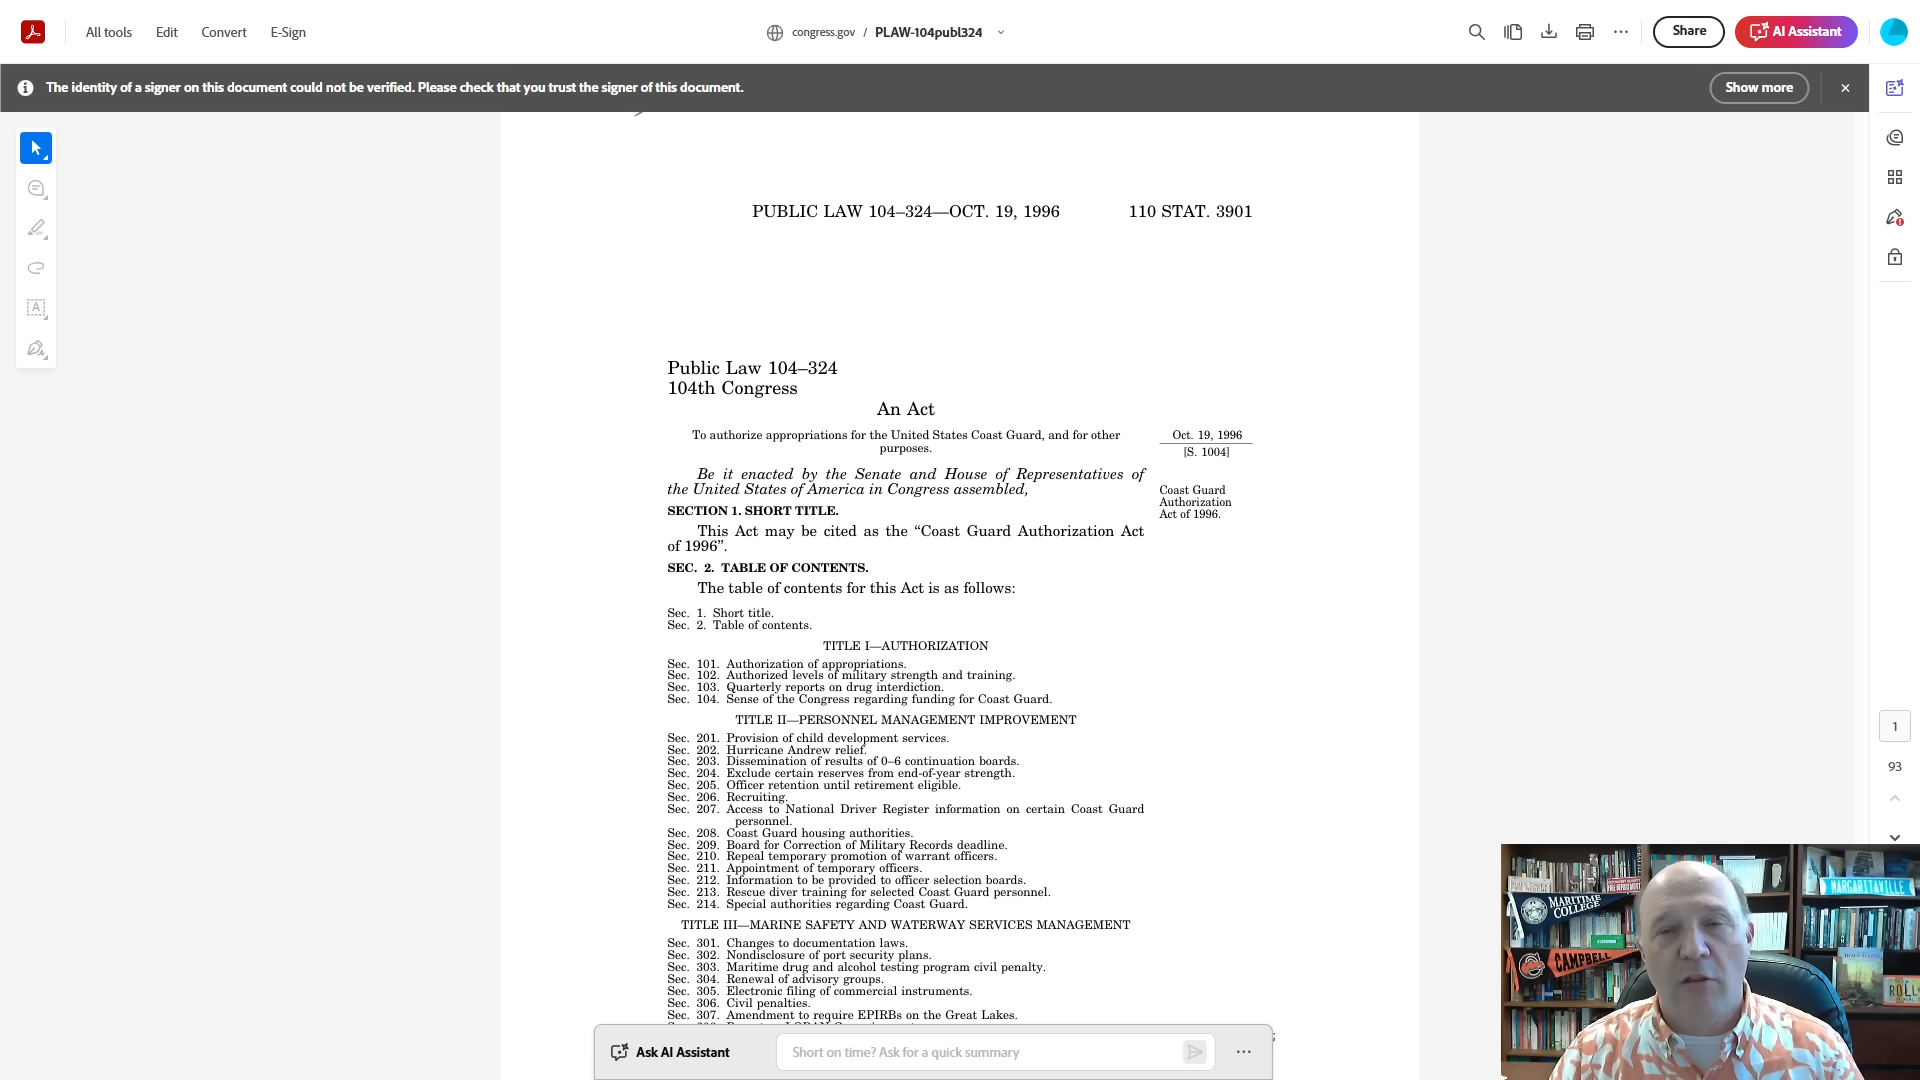 All tools
Edit
Convert
E-Sign
congress.gov / PLAW-104publ324
Share
AI Assistant
The identity of a signer on this document could not be verified. Please check that you trust the signer of this document.
Show more
PUBLIC LAW 104–324—OCT. 19, 1996
110 STAT. 3901
Public Law 104–324
104th Congress
An Act
To authorize appropriations for the United States Coast Guard, and for other
purposes.
Oct. 19, 1996
[S. 1004]
Be it enacted by the Senate and House of Representatives of
the United States of America in Congress assembled,
Coast Guard
Authorization
Act of 1996.
SECTION 1. SHORT TITLE.
This Act may be cited as the “Coast Guard Authorization Act
of 1996”.
SEC. 2. TABLE OF CONTENTS.
The table of contents for this Act is as follows:
Sec. 1. Short title.
Sec. 2. Table of contents.
TITLE I—AUTHORIZATION
Sec. 101. Authorization of appropriations.
Sec. 102. Authorized levels of military strength and training.
Sec. 103. Quarterly reports on drug interdiction.
Sec. 104. Sense of the Congress regarding funding for Coast Guard.
TITLE II—PERSONNEL MANAGEMENT IMPROVEMENT
Sec. 201. Provision of child development services.
Sec. 202. Hurricane Andrew relief.
Sec. 203. Dissemination of results of 0–6 continuation boards.
Sec. 204. Exclude certain reserves from end-of-year strength.
Sec. 205. Officer retention until retirement eligible.
Sec. 206. Recruiting.
Sec. 207. Access to National Driver Register information on certain Coast Guard
personnel.
Sec. 208. Coast Guard housing authorities.
Sec. 209. Board for Correction of Military Records deadline.
Sec. 210. Repeal temporary promotion of warrant officers.
Sec. 211. Appointment of temporary officers.
Sec. 212. Information to be provided to officer selection boards.
Sec. 213. Rescue diver training for selected Coast Guard personnel.
Sec. 214. Special authorities regarding Coast Guard.
TITLE III—MARINE SAFETY AND WATERWAY SERVICES MANAGEMENT
Sec. 301. Changes to documentation laws.
Sec. 302. Nondisclosure of port security plans.
Sec. 303. Maritime drug and alcohol testing program civil penalty.
Sec. 304. Renewal of advisory groups.
Sec. 305. Electronic filing of commercial instruments.
Sec. 306. Civil penalties.
Sec. 307. Amendment to require EPIRBs on the Great Lakes.
Ask AI Assistant
Short on time? Ask for a quick summary
1
93
MARITIME
COLLEGE
CAMPBELL
MARGARITAVILLE
ROLL